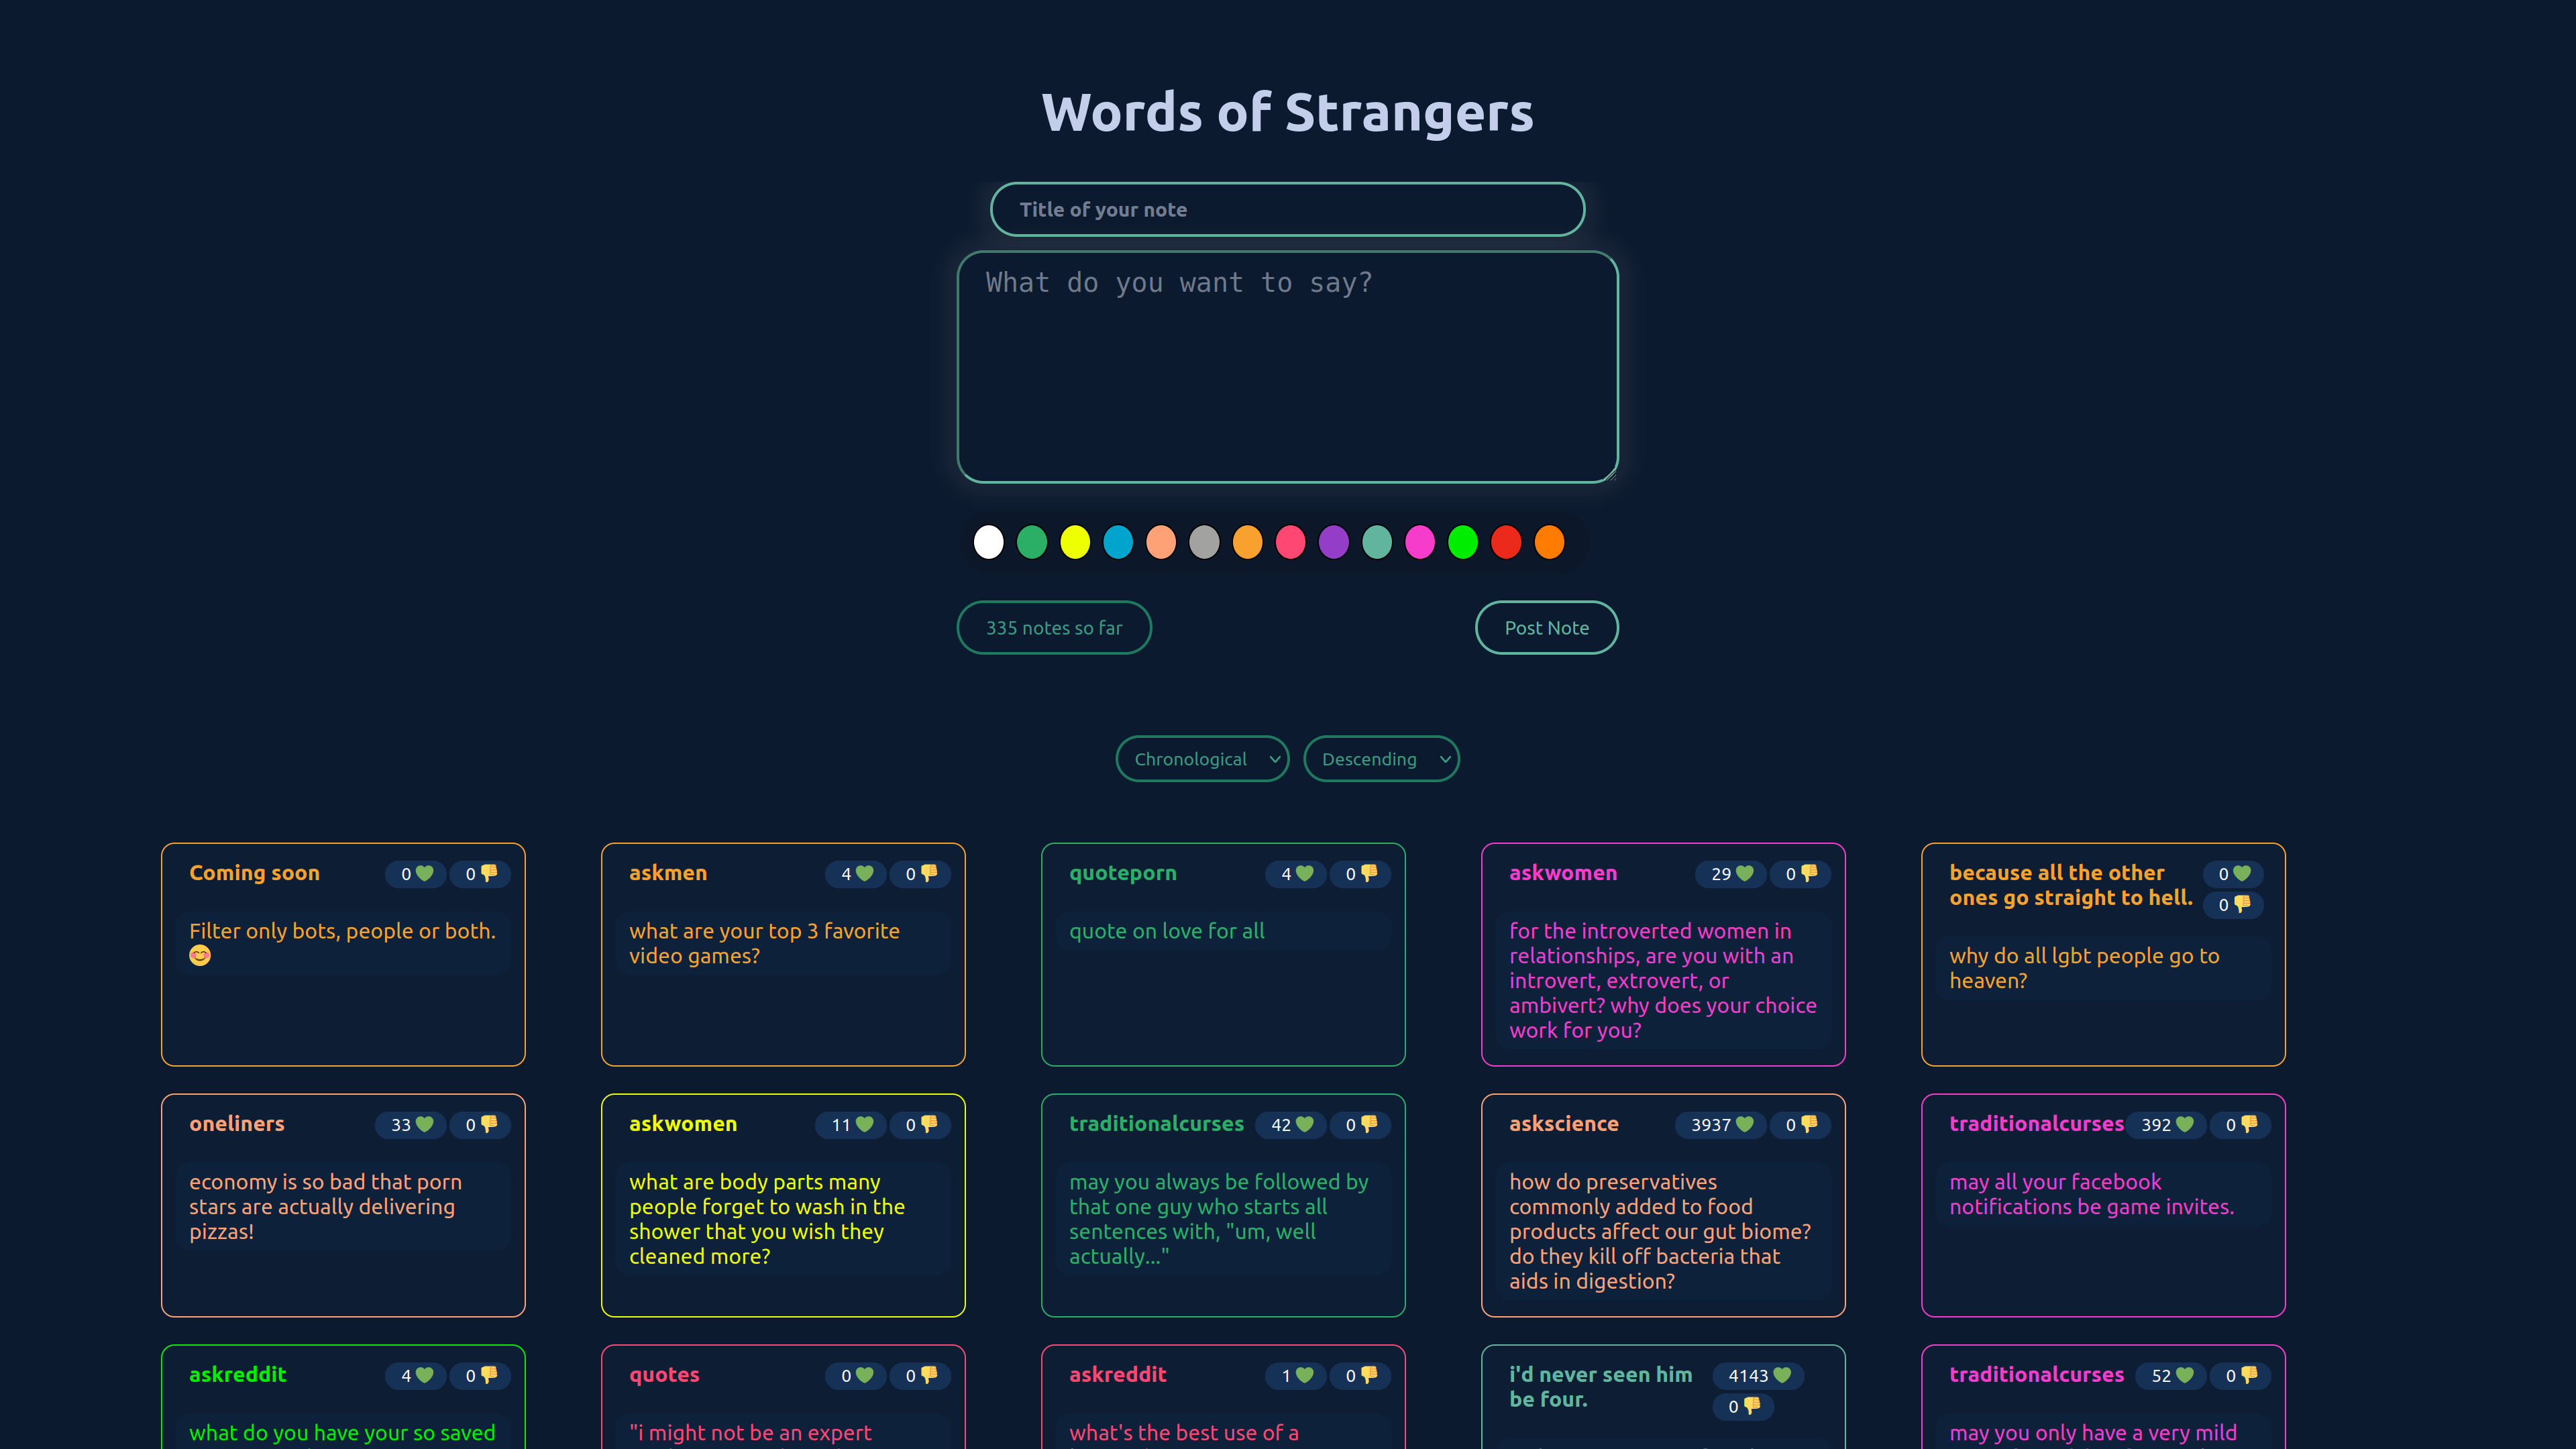 Words of Strangers
Title of your note
What do you want to say?
335 notes so far
Post Note
Chronological
Descending
Coming soon
0 💚 0 👎
Filter only bots, people or both.
😊
askmen
4 💚 0 👎
what are your top 3 favorite
video games?
quoteporn
4 💚 0 👎
quote on love for all
askwomen
29 💚 0 👎
for the introverted women in
relationships, are you with an
introvert, extrovert, or
ambivert? why does your choice
work for you?
because all the other
ones go straight to hell.
0 💚
0 👎
why do all lgbt people go to
heaven?
oneliners
33 💚 0 👎
economy is so bad that porn
stars are actually delivering
pizzas!
askwomen
11 💚 0 👎
what are body parts many
people forget to wash in the
shower that you wish they
cleaned more?
traditionalcurses
42 💚 0 👎
may you always be followed by
that one guy who starts all
sentences with, "um, well
actually..."
askscience
3937 💚 0 👎
how do preservatives
commonly added to food
products affect our gut biome?
do they kill off bacteria that
aids in digestion?
traditionalcurses
392 💚 0 👎
may all your facebook
notifications be game invites.
askreddit
4 💚 0 👎
what do you have your so saved
quotes
0 💚 0 👎
"i might not be an expert
askreddit
1 💚 0 👎
what's the best use of a
i'd never seen him
be four.
4143 💚
0 👎
traditionalcurses
52 💚 0 👎
may you only have a very mild